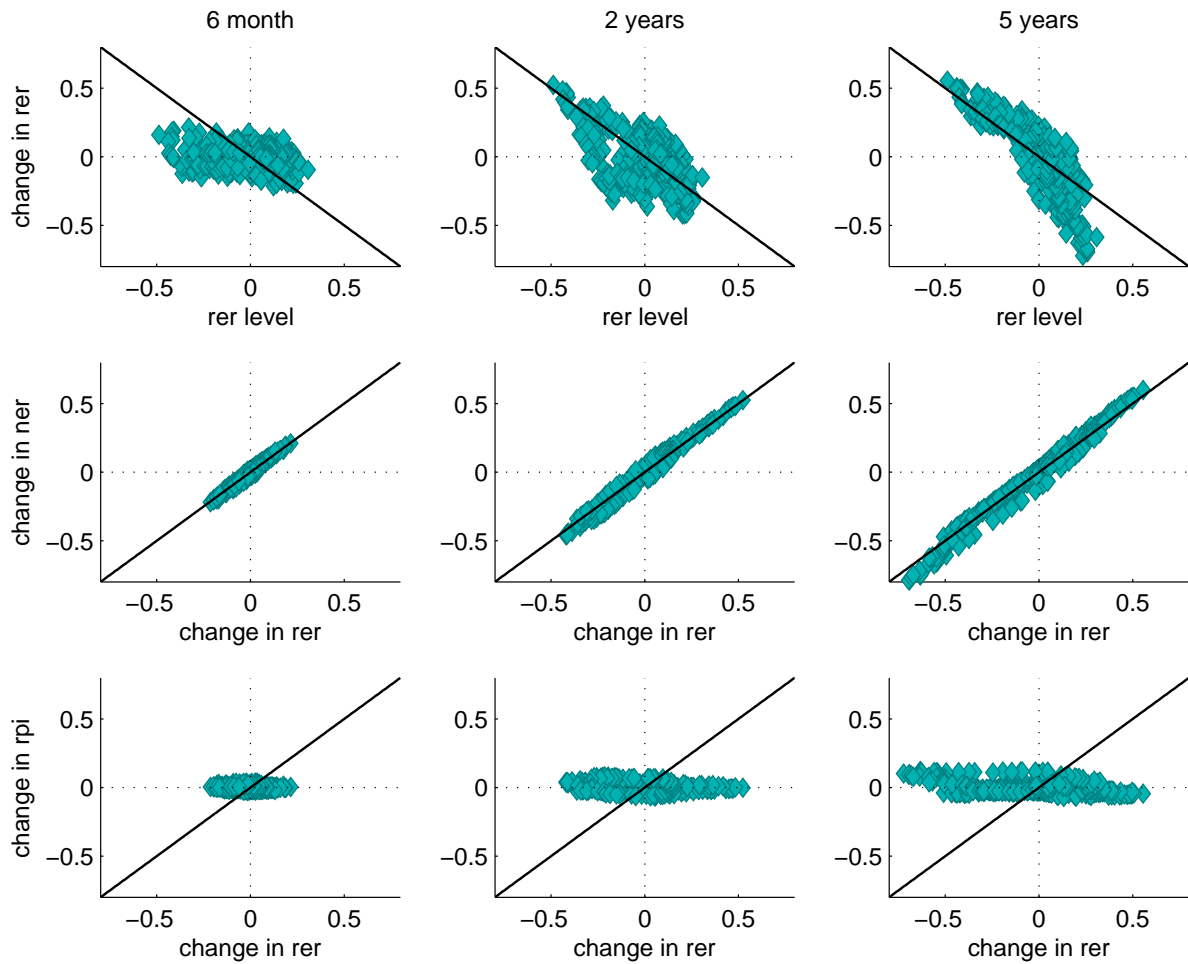 6 month 2 years 5 years
change in rer
0.5 0.5 0.5
0 0 0
−0.5 −0.5 −0.5
−0.5 0 0.5 −0.5 0 0.5 −0.5 0 0.5
rer level rer level rer level
change in ner
0.5 0.5 0.5
0 0 0
−0.5 −0.5 −0.5
−0.5 0 0.5 −0.5 0 0.5 −0.5 0 0.5
change in rer change in rer change in rer
change in rpi
0.5 0.5 0.5
0 0 0
−0.5 −0.5 −0.5
−0.5 0 0.5 −0.5 0 0.5 −0.5 0 0.5
change in rer change in rer change in rer